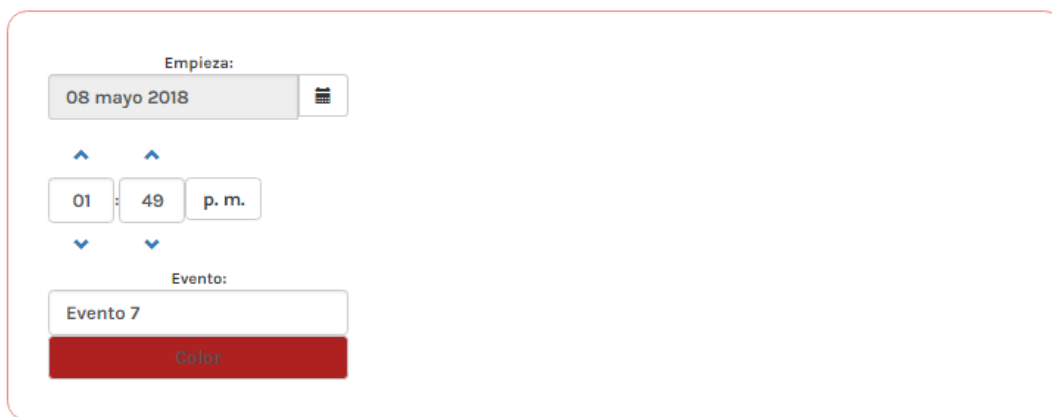 Empieza:
08 mayo 2018
01 : 49 p. m.
Evento:
Evento 7
Color